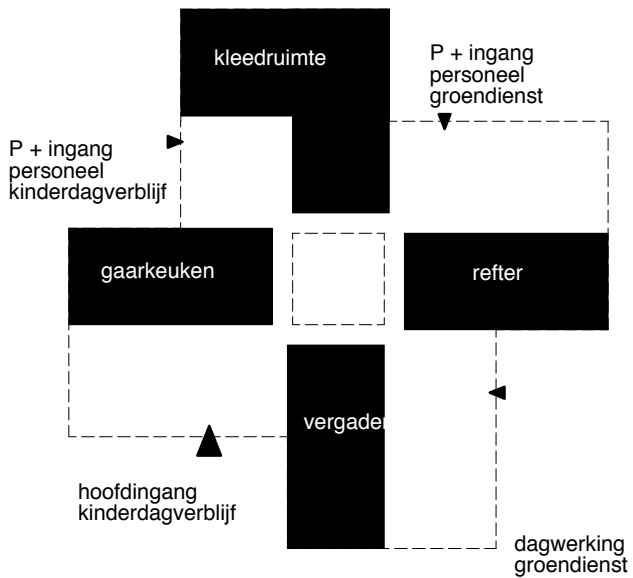 kleedruimte
P + ingang
personeel
groendienst
P + ingang
personeel
kinderdagverblijf
gaarkeuken
refter
vergader
hoofdingang
kinderdagverblijf
dagwerking
groendienst